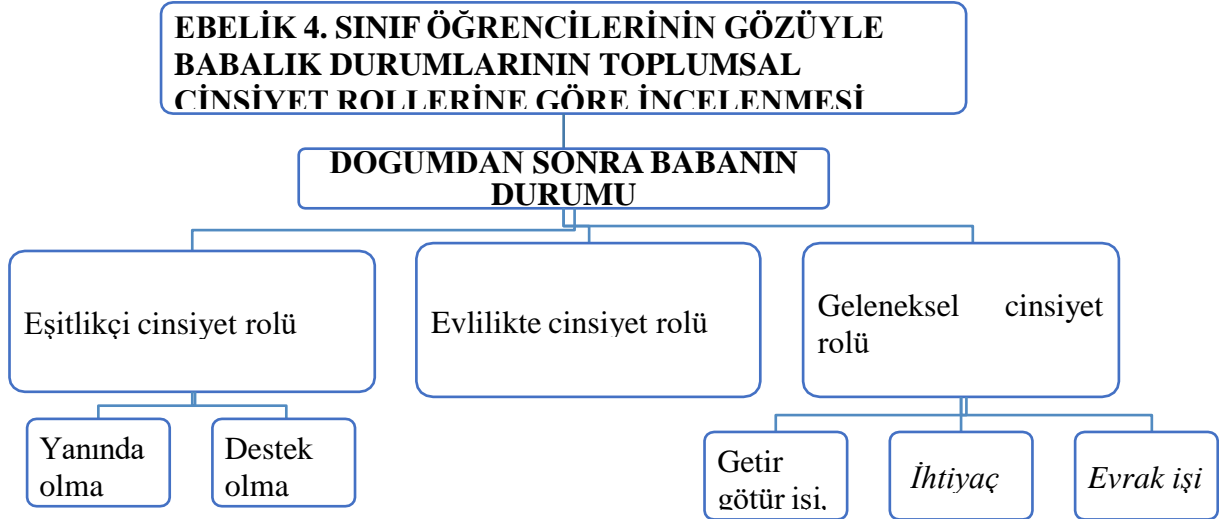 EBELİK 4. SINIF ÖĞRENCİLERİNİN GÖZÜYLE
BABALIK DURUMLARININ TOPLUMSAL
CİNSİYET ROLLERİNE GÖRE İNCELENMESİ
DOGUMDAN SONRA BABANIN
DURUMU
Eşitlikçi cinsiyet rolü
Evlilikte cinsiyet rolü
Geleneksel cinsiyet
rolü
Yanında
olma
Destek
olma
Getir
götür işi,
İhtiyaç
Evrak işi